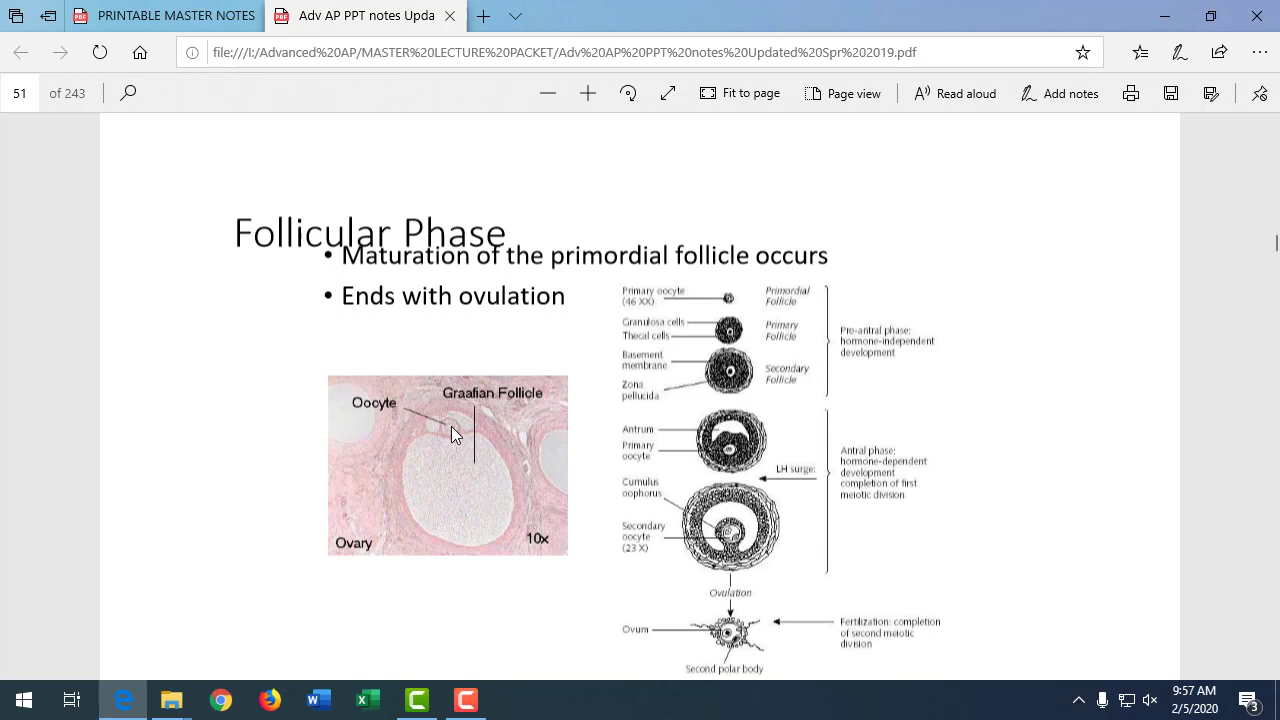 PRINTABLE MASTER NOTES
PDF
Adv AP PPT notes Upd
file:///I:/Advanced%20AP/MASTER%20LECTURE%20PACKET/Adv%20AP%20PPT%20notes%20Updated%20Spr%202019.pdf
51 of 243
Fit to page
Page view
Read aloud
Add notes
Follicular Phase
• Maturation of the primordial follicle occurs
• Ends with ovulation
Oocyte
Graafian Follicle
Ovary
10x
Primary oocyte
(46 XX)
Primordial
Follicle
Granulosa cells
Thecal cells
Primary
Follicle
Basement
membrane
Zona
pellucida
Secondary
Follicle
Pre-antral phase:
hormone-independent
development
Antrum
Primary
oocyte
LH surge:
Cumulus
oophorus
Secondary
oocyte
(23 X)
Antral phase:
hormone-dependent
development
completion of first
meiotic division
Ovulation
Ovum
Fertilization: completion
of second meiotic
division
Second polar body
9:57 AM
2/5/2020
3